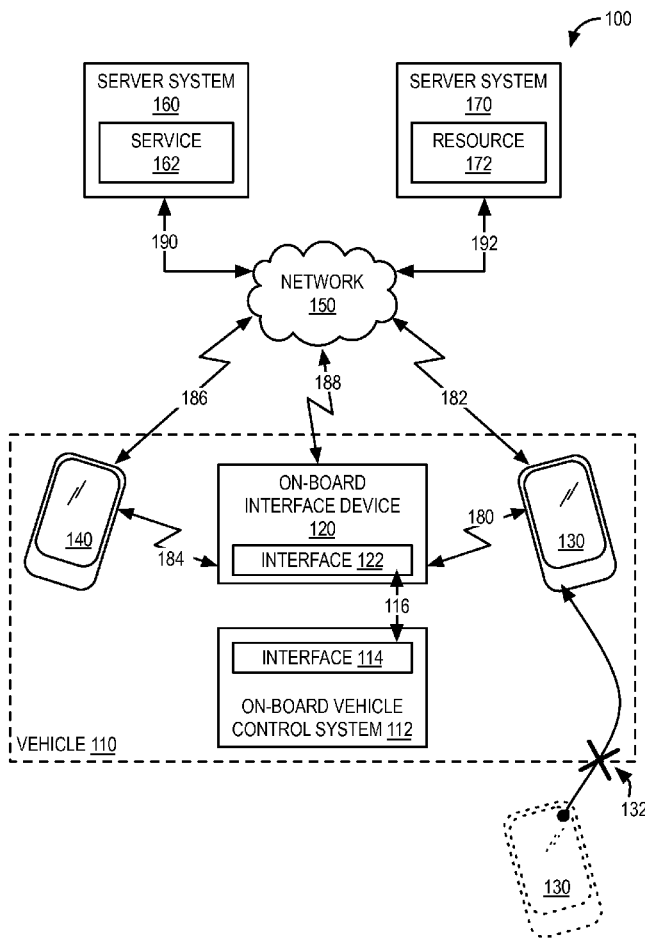 100
SERVER SYSTEM
160
SERVICE
162
SERVER SYSTEM
170
RESOURCE
172
190
192
NETWORK
150
186
188
182
140
ON-BOARD
INTERFACE DEVICE
120
INTERFACE 122
184
180
130
116
INTERFACE 114
ON-BOARD VEHICLE
CONTROL SYSTEM 112
VEHICLE 110
132
130